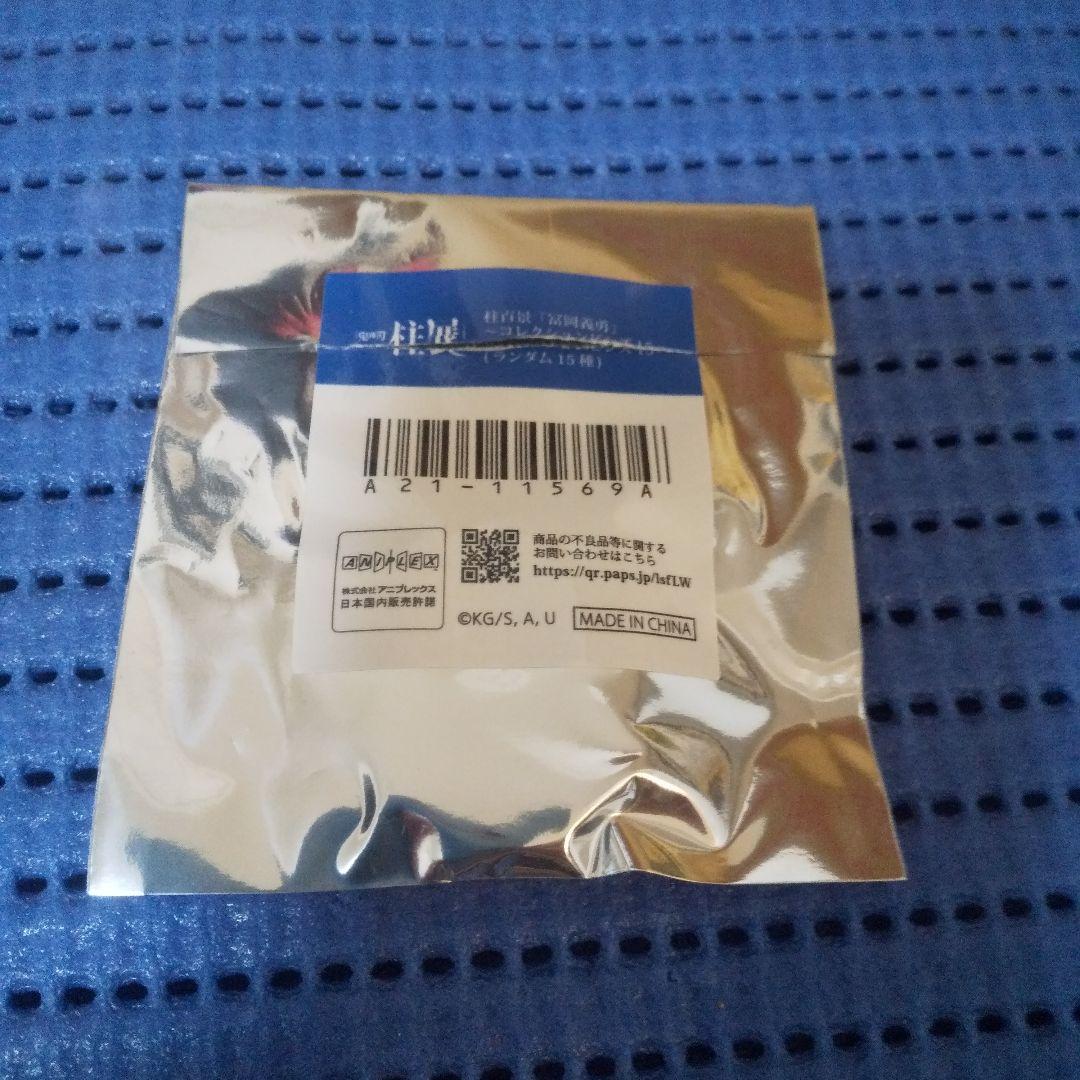 柱展
柱百景「冨岡義勇」
(ランダム15種)
A21-11569A
ANIPLEX
株式会社アニプレックス
日本国内販売許諾
商品の不良品等に関する
お問い合わせはこちら
https://qr.paps.jp/lsfLW
©KG/S, A, U
MADE IN CHINA